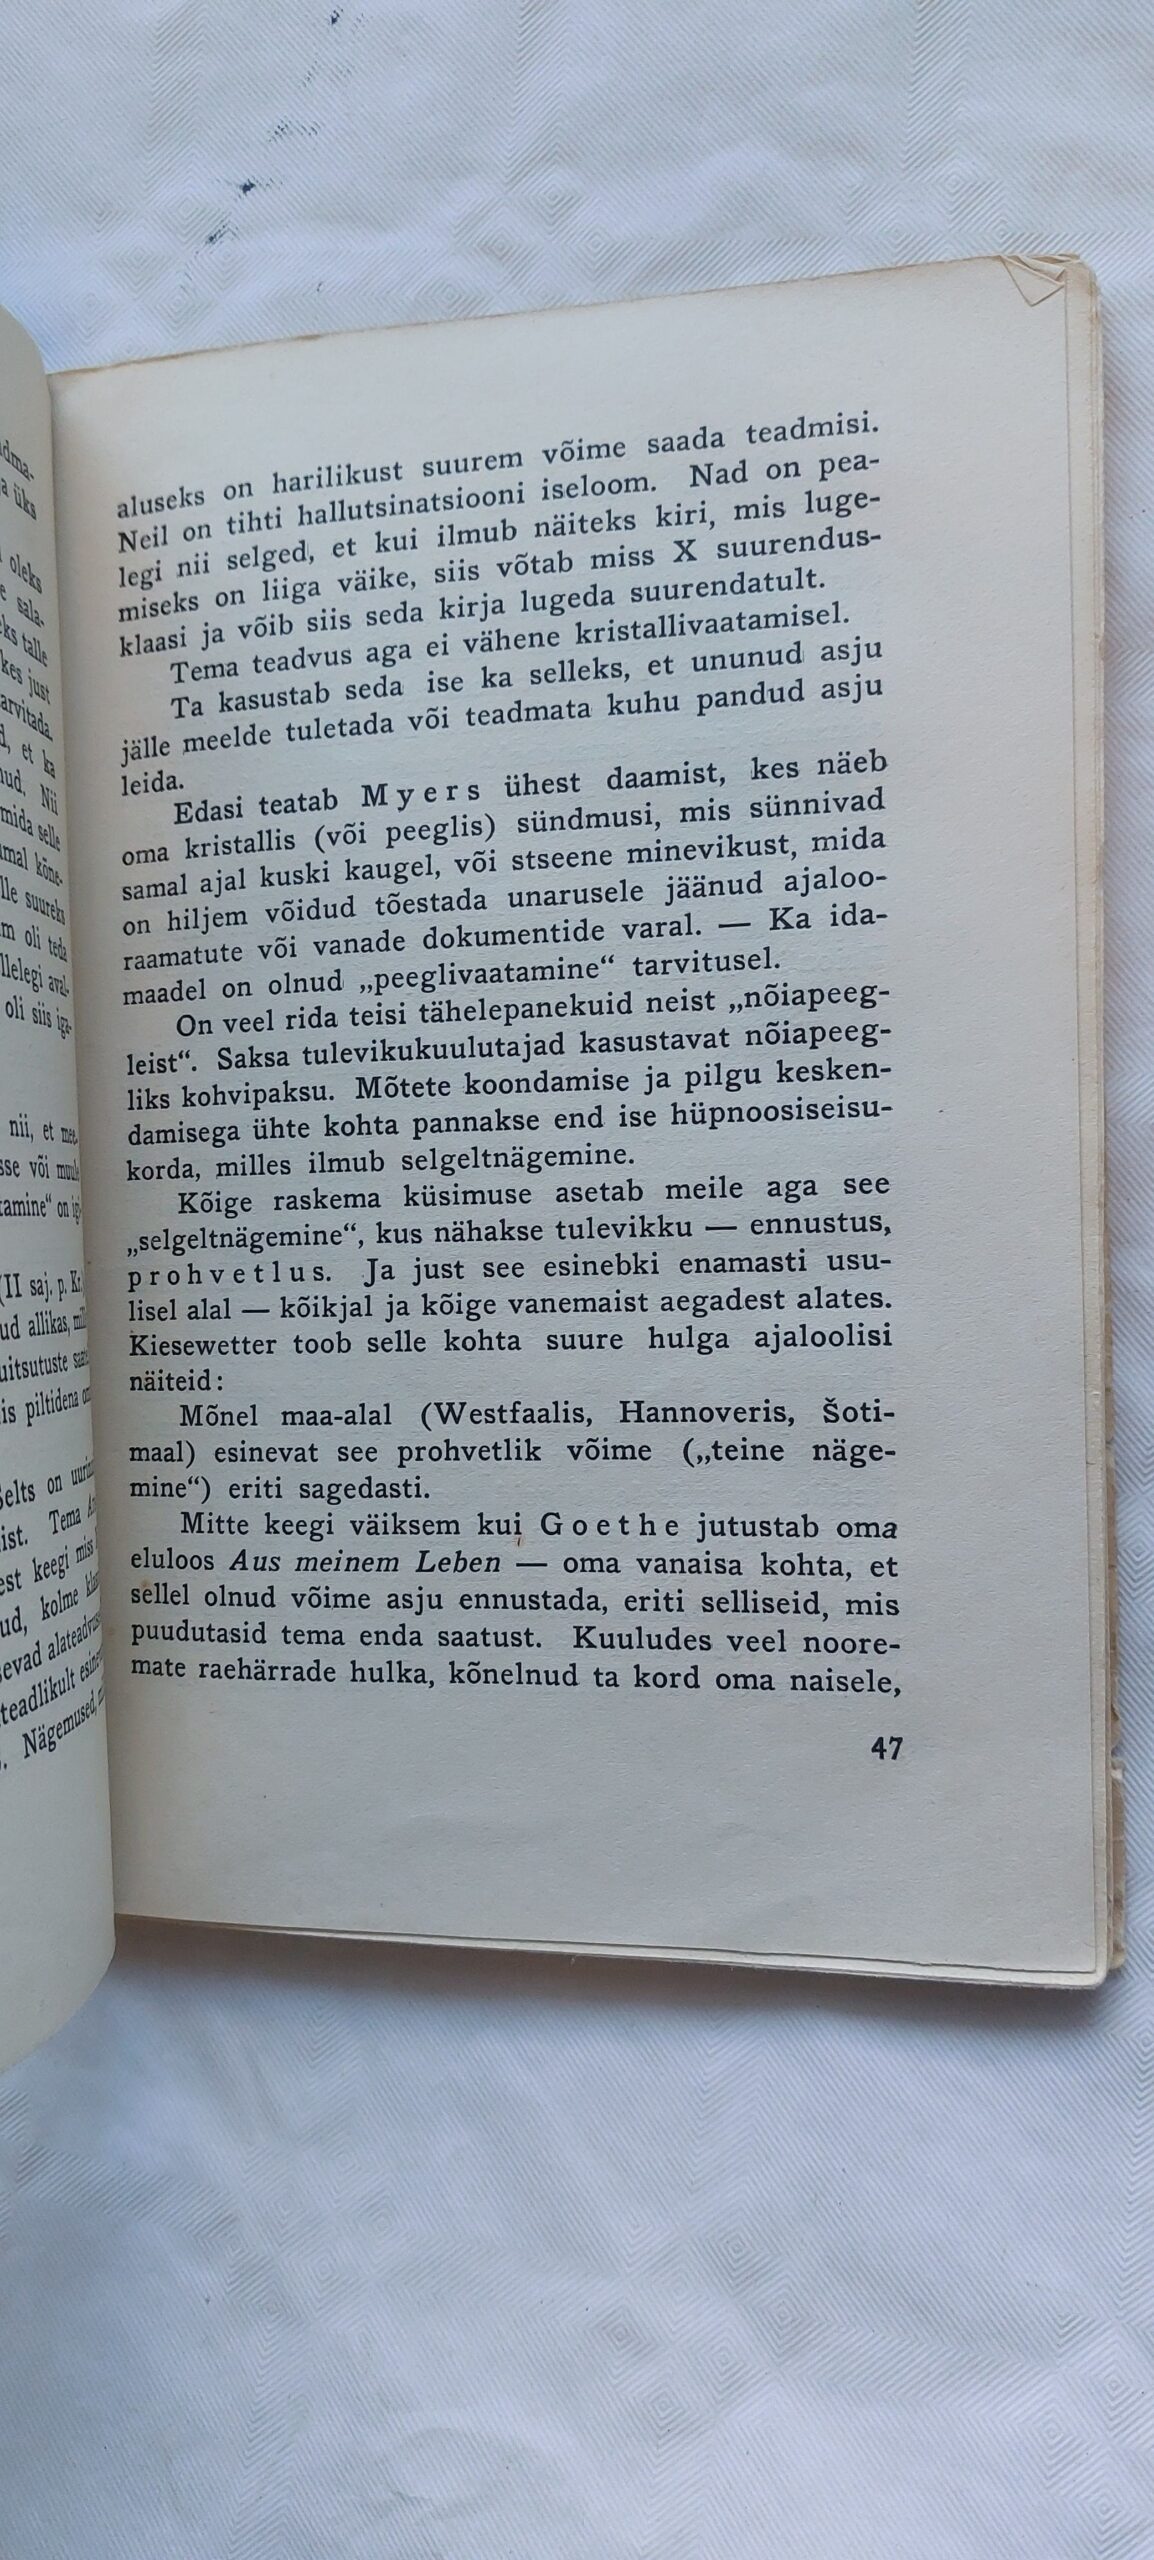 aluseks on harilikust suurem võime saada teadmisi.
Neil on tihti hallutsinatsiooni iseloom. Nad on pea-
legi nii selged, et kui ilmub näiteks kiri, mis luge-
miseks on liiga väike, siis võtab miss X suurendus-
klaasi ja võib siis seda kirja lugeda suurendatult.
Tema teadvus aga ei vähene kristallivaatamisel.
Ta kasustab seda ise ka selleks, et ununud asju
jälle meelde tuletada või teadmata kuhu pandud asju
leida.
Edasi teatab Myers ühest daamist, kes näeb
oma kristallis (või peeglis) sündmusi, mis sünnivad
samal ajal kuski kaugel, või stseene minevikust, mida
on hiljem võidud tõestada unarusele jäänud ajaloo-
raamatute või vanade dokumentide varal. — Ka ida-
maadel on olnud „peeglivaatamine“ tarvitusel.
On veel rida teisi tähelepanekuid neist „nõiapeeg-
leist“. Saksa tulevikukuulutajad kasustavat nõiapeeg-
liks kohvipaksu. Mõtete koondamise ja pilgu kesken-
damisega ühte kohta pannakse end ise hüpnoosiseisu-
korda, milles ilmub selgeltnägemine.
Kõige raskema küsimuse asetab meile aga see
„selgeltnägemine“, kus nähakse tulevikku — ennustus,
prohvetlus. Ja just see esinebki enamasti usu-
lisel alal — kõikjal ja kõige vanemaist aegadest alates.
Kiesewetter toob selle kohta suure hulga ajaloolisi
näiteid:
Mõnel maa-alal (Westfaalis, Hannoveris, Šoti-
maal) esinevat see prohvetlik võime („teine näge-
mine“) eriti sagedasti.
Mitte keegi väiksem kui Goethe jutustab oma
eluloos Aus meinem Leben — oma vanaisa kohta, et
sellel olnud võime asju ennustada, eriti selliseid, mis
puudutasid tema enda saatust. Kuuludes veel noore-
mate raehärrade hulka, kõnelnud ta kord oma naisele,
47